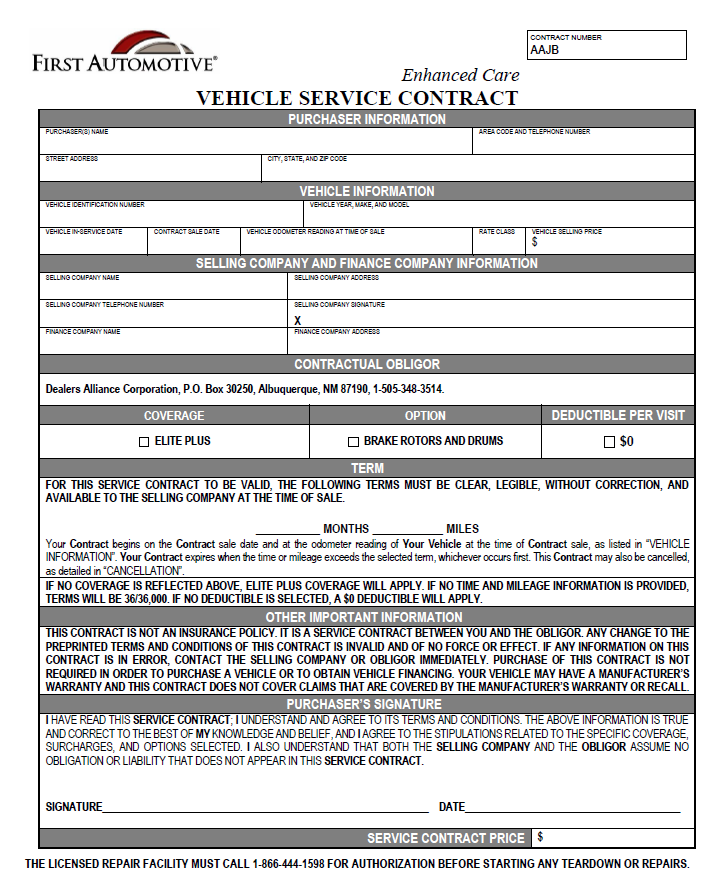 FIRST AUTOMOTIVE®
CONTRACT NUMBER
AAJB
Enhanced Care
VEHICLE SERVICE CONTRACT
PURCHASER INFORMATION
PURCHASER(S) NAME
AREA CODE AND TELEPHONE NUMBER
STREET ADDRESS
CITY, STATE, AND ZIP CODE
VEHICLE INFORMATION
VEHICLE IDENTIFICATION NUMBER
VEHICLE YEAR, MAKE, AND MODEL
VEHICLE IN-SERVICE DATE
CONTRACT SALE DATE
VEHICLE ODOMETER READING AT TIME OF SALE
RATE CLASS
VEHICLE SELLING PRICE
$
SELLING COMPANY AND FINANCE COMPANY INFORMATION
SELLING COMPANY NAME
SELLING COMPANY ADDRESS
SELLING COMPANY TELEPHONE NUMBER
SELLING COMPANY SIGNATURE
X
FINANCE COMPANY NAME
FINANCE COMPANY ADDRESS
CONTRACTUAL OBLIGOR
Dealers Alliance Corporation, P.O. Box 30250, Albuquerque, NM 87190, 1-505-348-3514.
COVERAGE
OPTION
DEDUCTIBLE PER VISIT
ELITE PLUS
BRAKE ROTORS AND DRUMS
$0
TERM
FOR THIS SERVICE CONTRACT TO BE VALID, THE FOLLOWING TERMS MUST BE CLEAR, LEGIBLE, WITHOUT CORRECTION, AND
AVAILABLE TO THE SELLING COMPANY AT THE TIME OF SALE.
__________ MONTHS __________ MILES
Your Contract begins on the Contract sale date and at the odometer reading of Your Vehicle at the time of Contract sale, as listed in "VEHICLE
INFORMATION". Your Contract expires when the time or mileage exceeds the selected term, whichever occurs first. This Contract may also be cancelled,
as detailed in "CANCELLATION".
IF NO COVERAGE IS REFLECTED ABOVE, ELITE PLUS COVERAGE WILL APPLY. IF NO TIME AND MILEAGE INFORMATION IS PROVIDED,
TERMS WILL BE 36/36,000. IF NO DEDUCTIBLE IS SELECTED, A $0 DEDUCTIBLE WILL APPLY.
OTHER IMPORTANT INFORMATION
THIS CONTRACT IS NOT AN INSURANCE POLICY. IT IS A SERVICE CONTRACT BETWEEN YOU AND THE OBLIGOR. ANY CHANGE TO THE
PREPRINTED TERMS AND CONDITIONS OF THIS CONTRACT IS INVALID AND OF NO FORCE OR EFFECT. IF ANY INFORMATION ON THIS
CONTRACT IS IN ERROR, CONTACT THE SELLING COMPANY OR OBLIGOR IMMEDIATELY. PURCHASE OF THIS CONTRACT IS NOT
REQUIRED IN ORDER TO PURCHASE A VEHICLE OR TO OBTAIN VEHICLE FINANCING. YOUR VEHICLE MAY HAVE A MANUFACTURER'S
WARRANTY AND THIS CONTRACT DOES NOT COVER CLAIMS THAT ARE COVERED BY THE MANUFACTURER'S WARRANTY OR RECALL.
PURCHASER'S SIGNATURE
I HAVE READ THIS SERVICE CONTRACT; I UNDERSTAND AND AGREE TO ITS TERMS AND CONDITIONS. THE ABOVE INFORMATION IS TRUE
AND CORRECT TO THE BEST OF MY KNOWLEDGE AND BELIEF, AND I AGREE TO THE STIPULATIONS RELATED TO THE SPECIFIC COVERAGE,
SURCHARGES, AND OPTIONS SELECTED. I ALSO UNDERSTAND THAT BOTH THE SELLING COMPANY AND THE OBLIGOR ASSUME NO
OBLIGATION OR LIABILITY THAT DOES NOT APPEAR IN THIS SERVICE CONTRACT.
SIGNATURE__________ DATE__________
SERVICE CONTRACT PRICE $
THE LICENSED REPAIR FACILITY MUST CALL 1-866-444-1598 FOR AUTHORIZATION BEFORE STARTING ANY TEARDOWN OR REPAIRS.